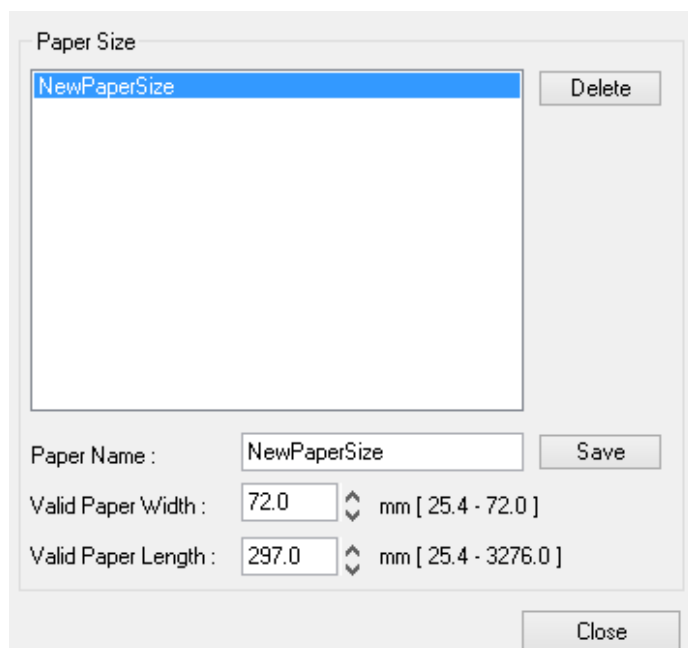 Paper Size
NewPaperSize
Delete
Paper Name :
NewPaperSize
Save
Valid Paper Width :
72.0
mm [ 25.4 - 72.0 ]
Valid Paper Length :
297.0
mm [ 25.4 - 3276.0 ]
Close